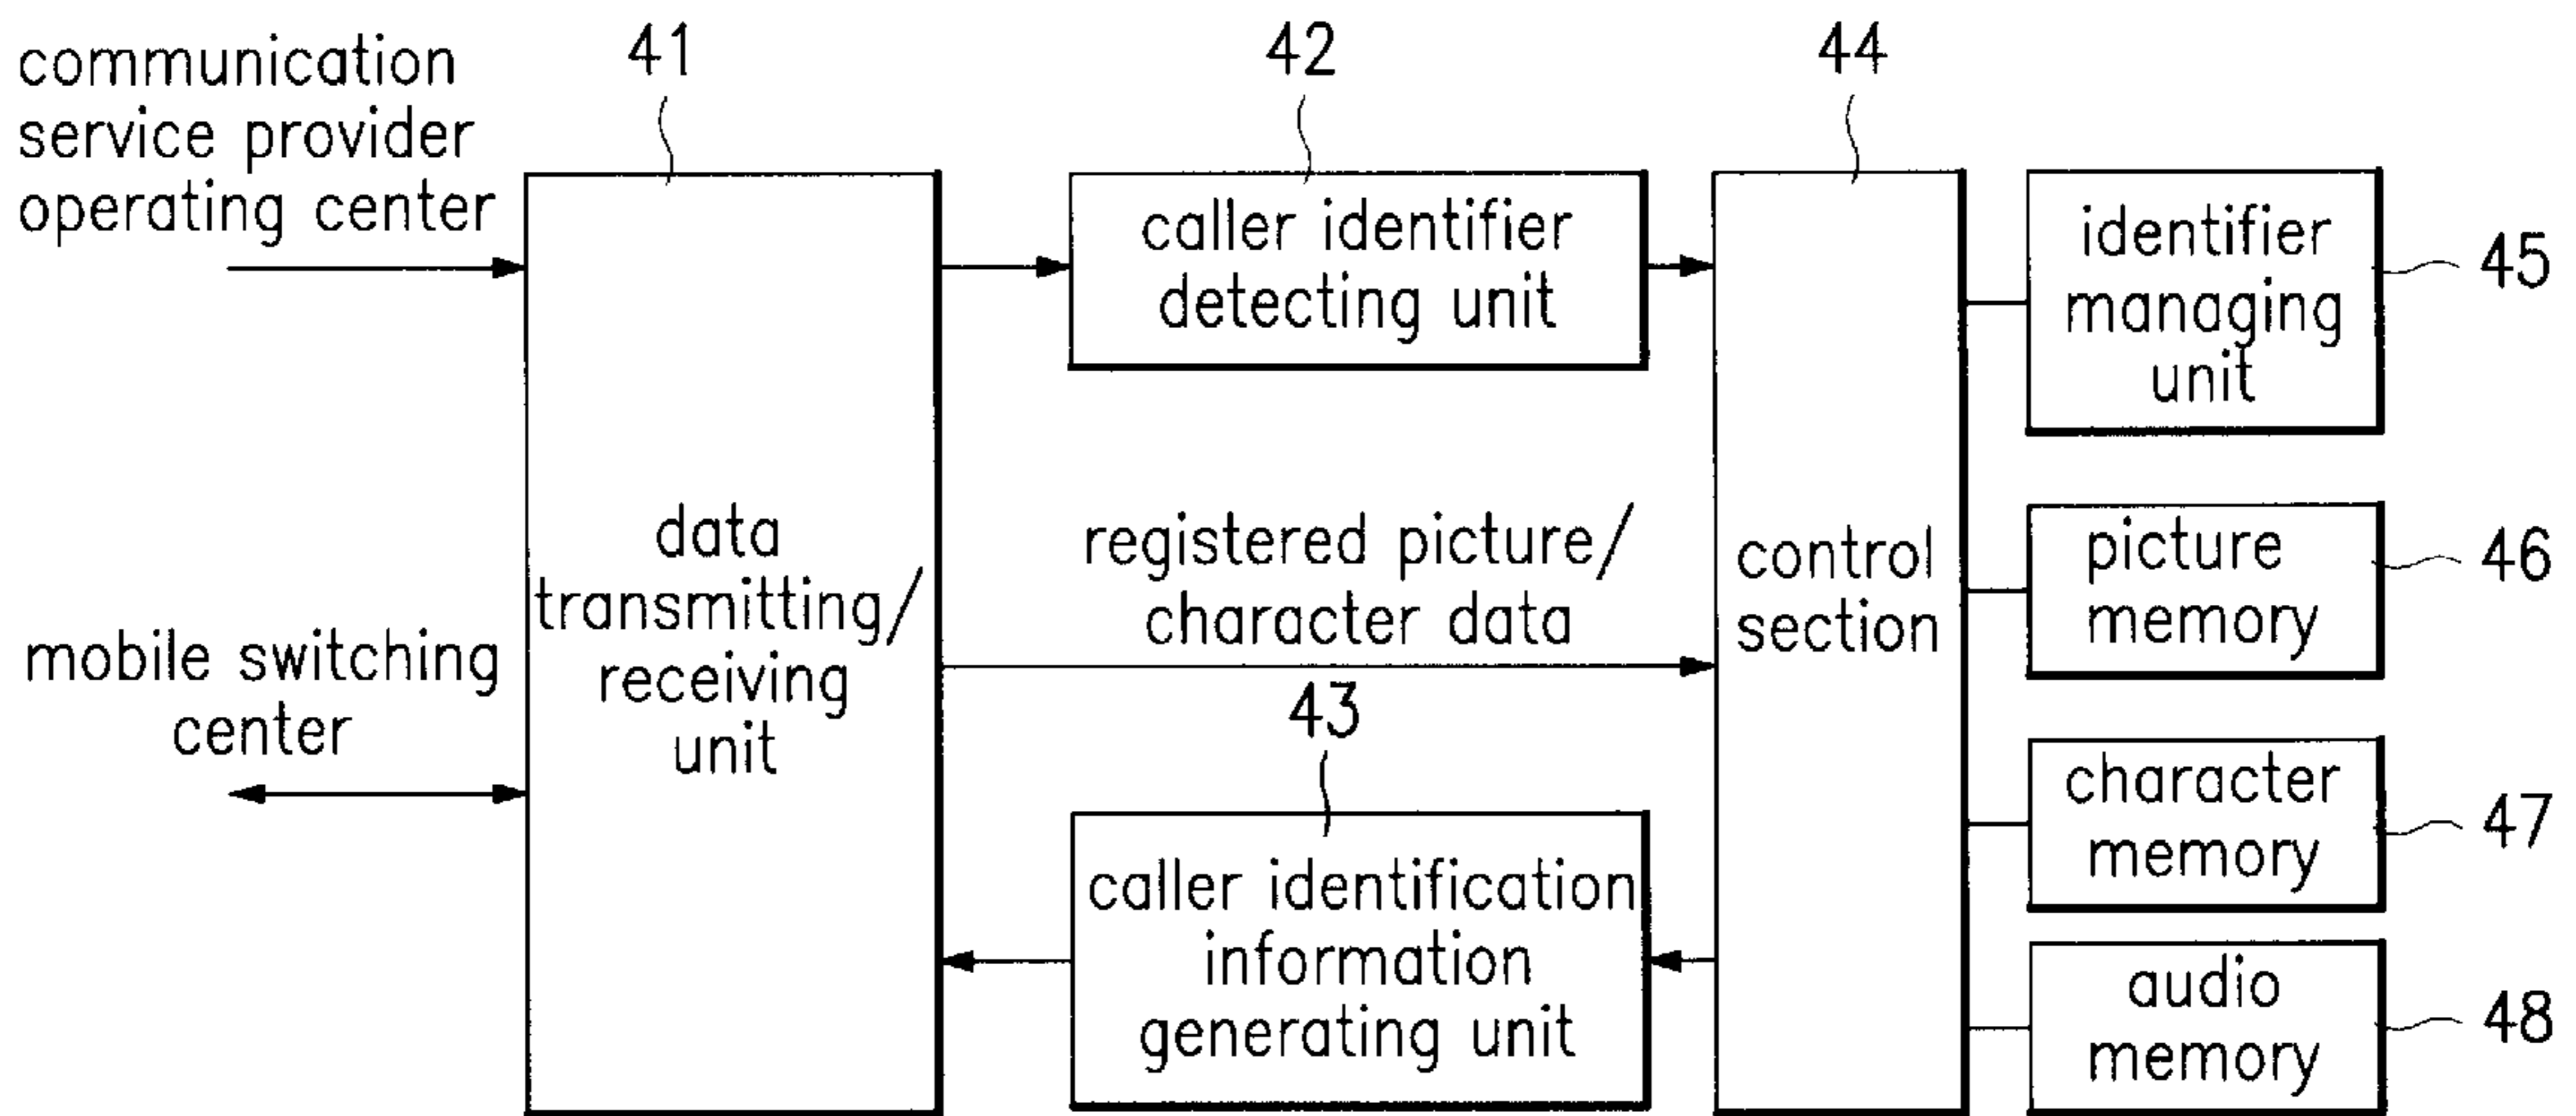 communication
service provider
operating center
41
42
44
caller identifier
detecting unit
identifier
managing
unit
45
data
transmitting/
receiving
unit
registered picture/
character data
control
section
picture
memory
46
mobile switching
center
43
character
memory
47
caller identification
information
generating unit
audio
memory
48